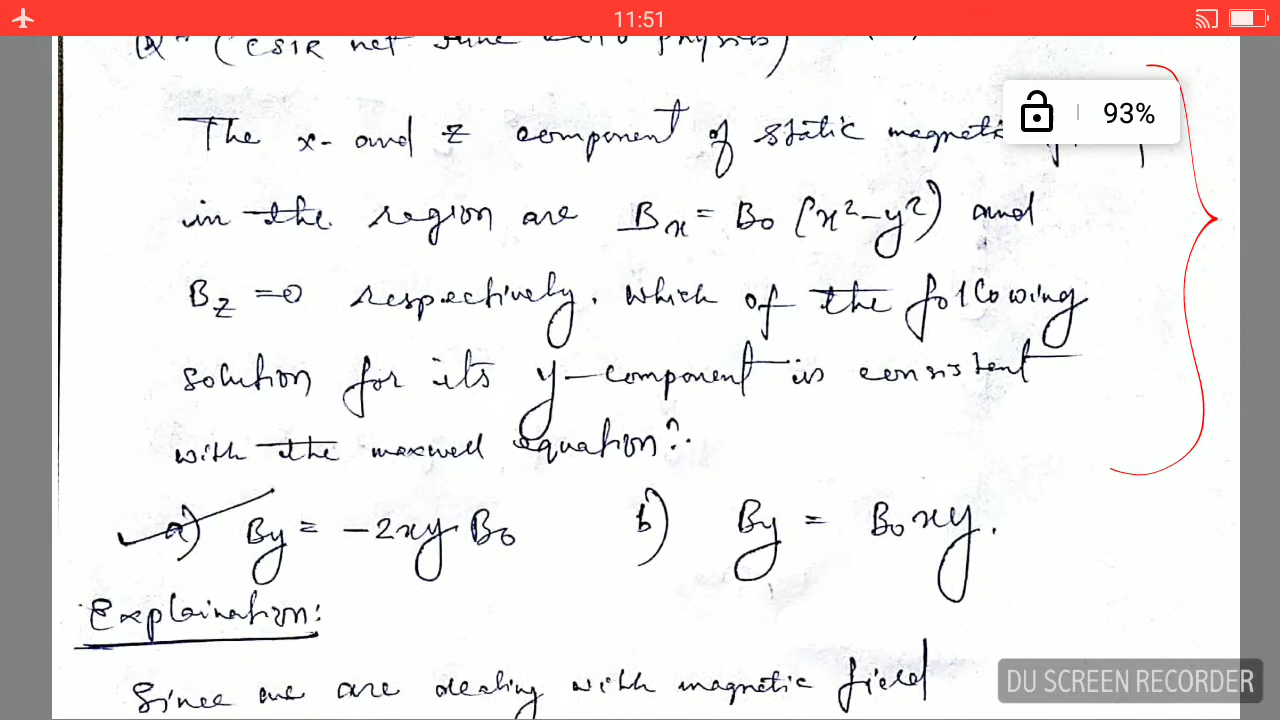 11:51
93%
The x- and z component of static
in the region are Bx = B0 (x²-y²) and
Bz = 0 respectively. which of the following
solution for its y-component is consistent
with the maxwell equation?
a) By = -2xy B0 b) By = B0xy.
Explaination:
Since we are dealing with magnetic field
DU SCREEN RECORDER